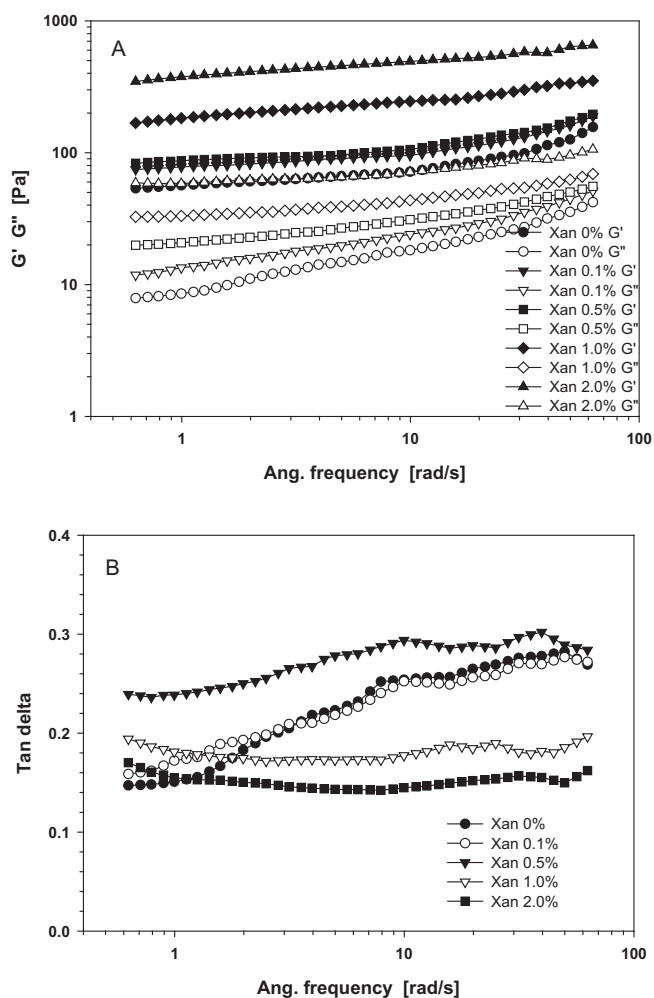 A
1000
100
10
1
G' G" [Pa]
1
10
100
Ang. frequency [rad/s]
Xan 0% G'
Xan 0% G"
Xan 0.1% G'
Xan 0.1% G"
Xan 0.5% G'
Xan 0.5% G"
Xan 1.0% G'
Xan 1.0% G"
Xan 2.0% G'
Xan 2.0% G"
B
0.4
0.3
0.2
0.1
0.0
Tan delta
1
10
100
Ang. frequency [rad/s]
Xan 0%
Xan 0.1%
Xan 0.5%
Xan 1.0%
Xan 2.0%